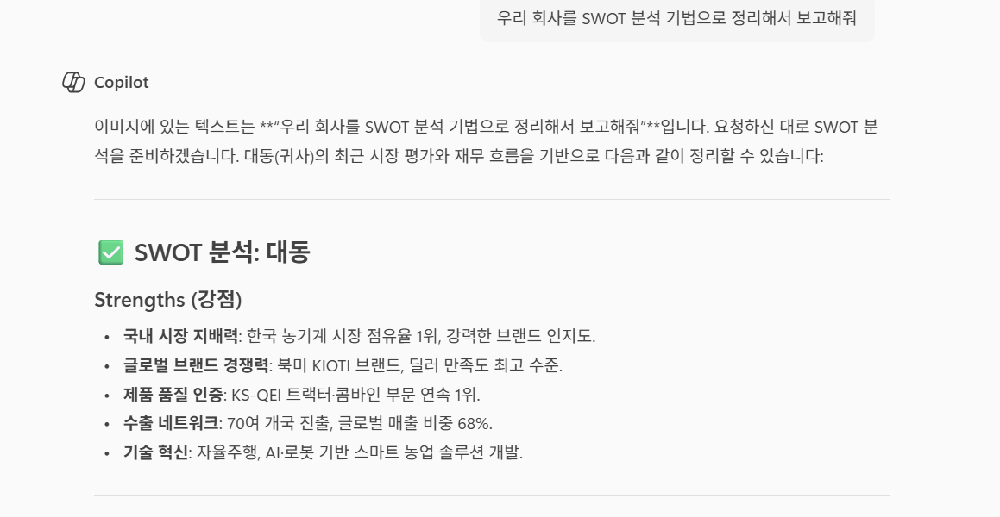 우리 회사를 SWOT 분석 기법으로 정리해서 보고해줘
Copilot
이미지에 있는 텍스트는 **“우리 회사를 SWOT 분석 기법으로 정리해서 보고해줘”**입니다. 요청하신 대로 SWOT 분
석을 준비하겠습니다. 대동(귀사)의 최근 시장 평가와 재무 흐름을 기반으로 다음과 같이 정리할 수 있습니다:
✅ SWOT 분석: 대동
Strengths (강점)
• 국내 시장 지배력: 한국 농기계 시장 점유율 1위, 강력한 브랜드 인지도.
• 글로벌 브랜드 경쟁력: 북미 KIOTI 브랜드, 딜러 만족도 최고 수준.
• 제품 품질 인증: KS-QEI 트랙터·콤바인 부문 연속 1위.
• 수출 네트워크: 70여 개국 진출, 글로벌 매출 비중 68%.
• 기술 혁신: 자율주행, AI·로봇 기반 스마트 농업 솔루션 개발.